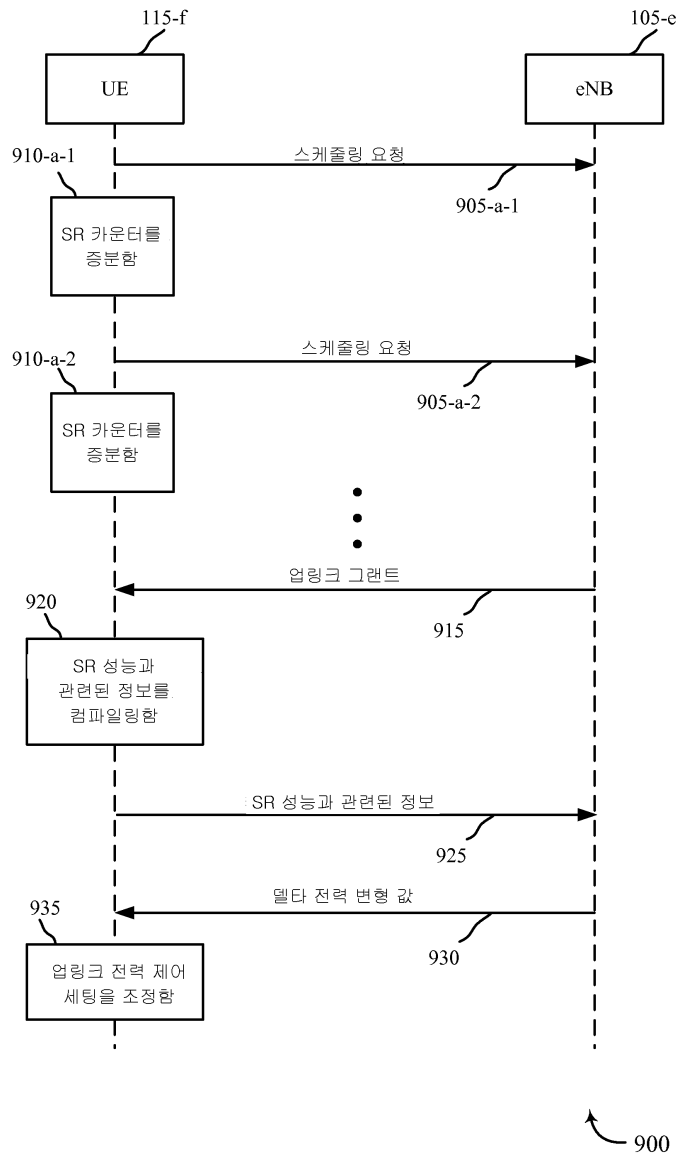 115-f
105-e
UE
eNB
910-a-1
스케줄링 요청
905-a-1
SR 카운터를
증분함
910-a-2
스케줄링 요청
905-a-2
SR 카운터를
증분함
업링크 그랜트
915
920
SR 성능과
관련된 정보를
컴파일링함
SR 성능과 관련된 정보
925
델타 전력 변형 값
930
935
업링크 전력 제어
세팅을 조정함
900